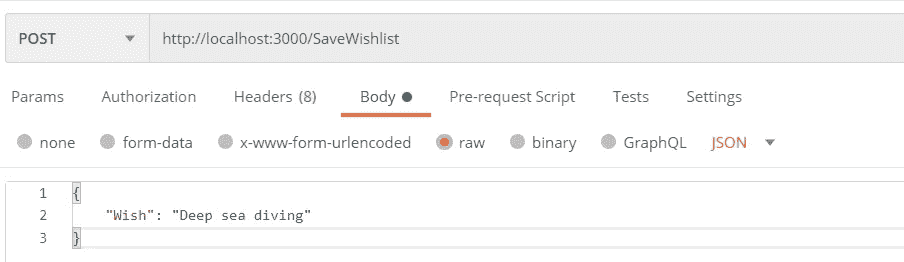 POST http://localhost:3000/SaveWishlist
Params Authorization Headers (8) Body Pre-request Script Tests Settings
none form-data x-www-form-urlencoded raw binary GraphQL JSON
1 {
2 "Wish": "Deep sea diving"
3 }